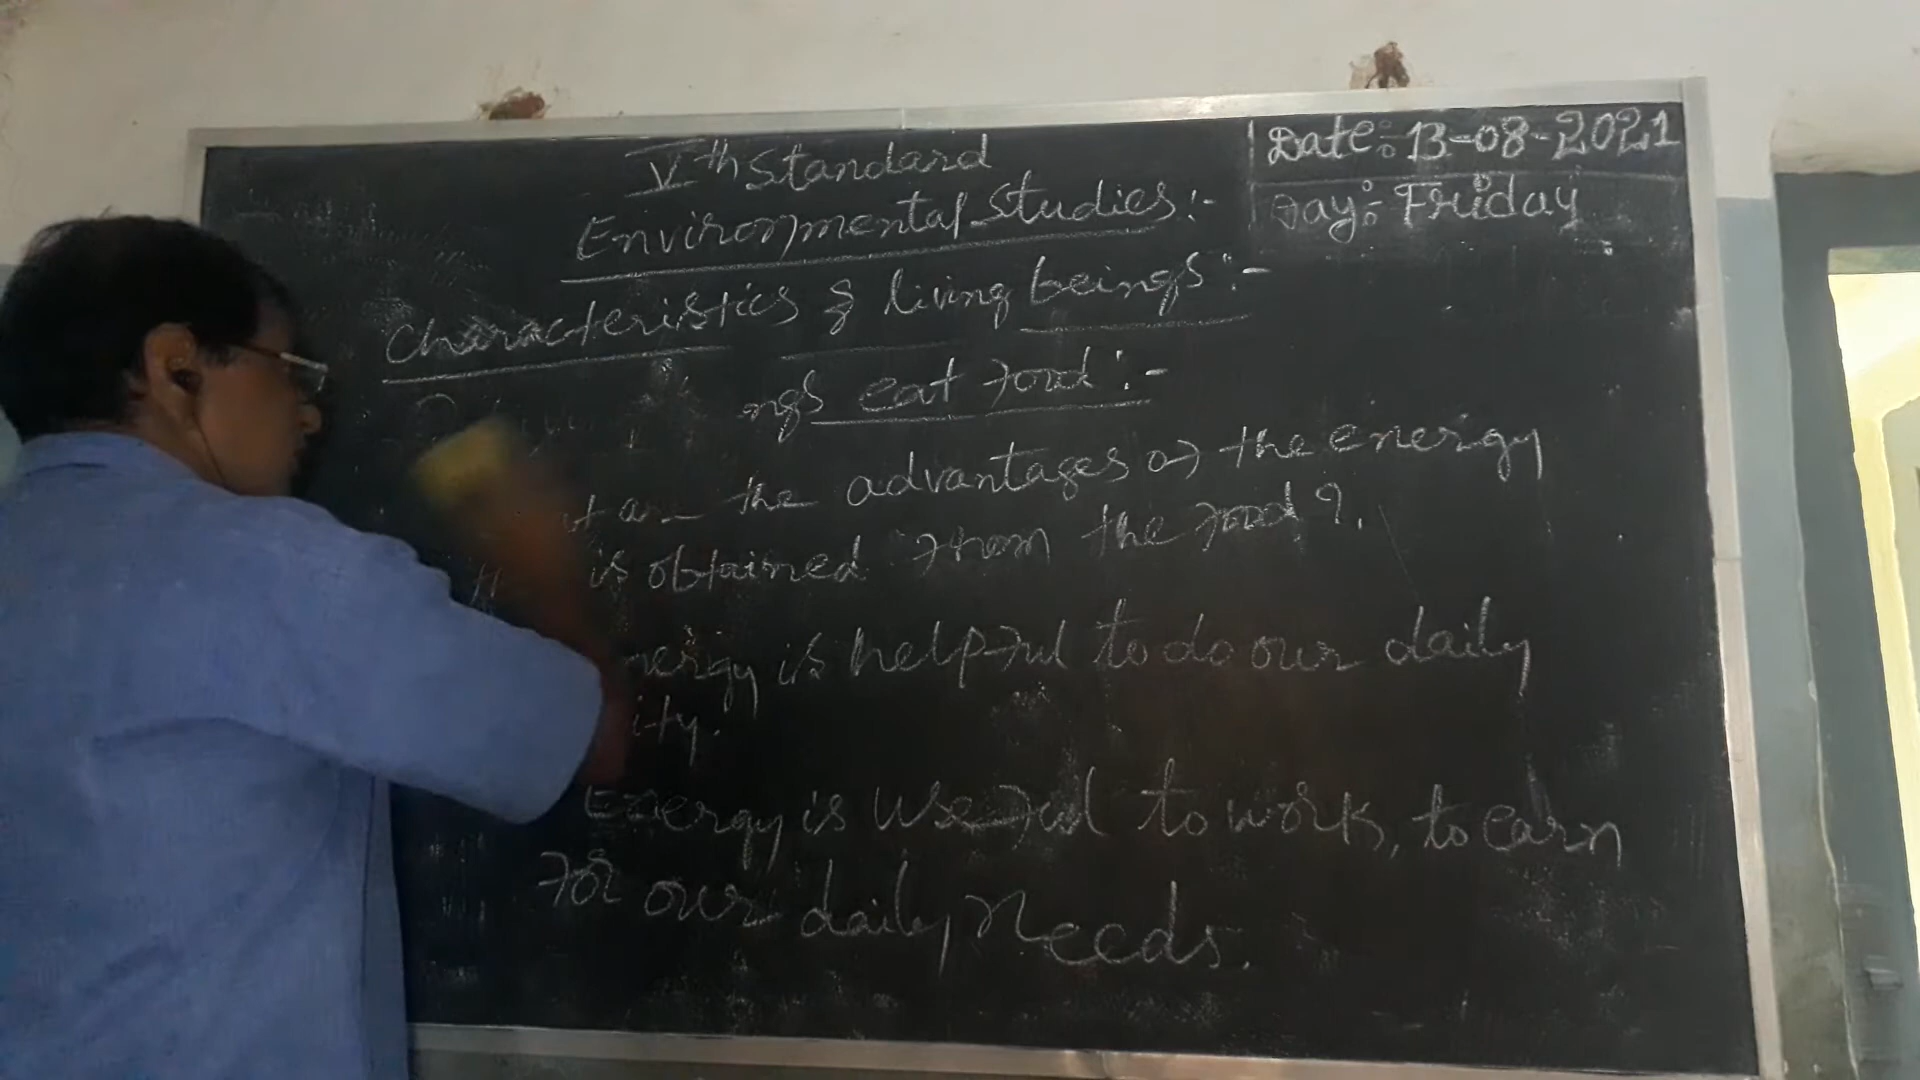 Vth Standard
Date:- 13-08-2021
Environmental Studies:-
Day:- Friday
Characteristics of living beings:-
eat food:-
the advantages of the energy
is obtained from the food?
energy is helpful to do our daily
Energy is useful to work, to earn
for our daily needs.